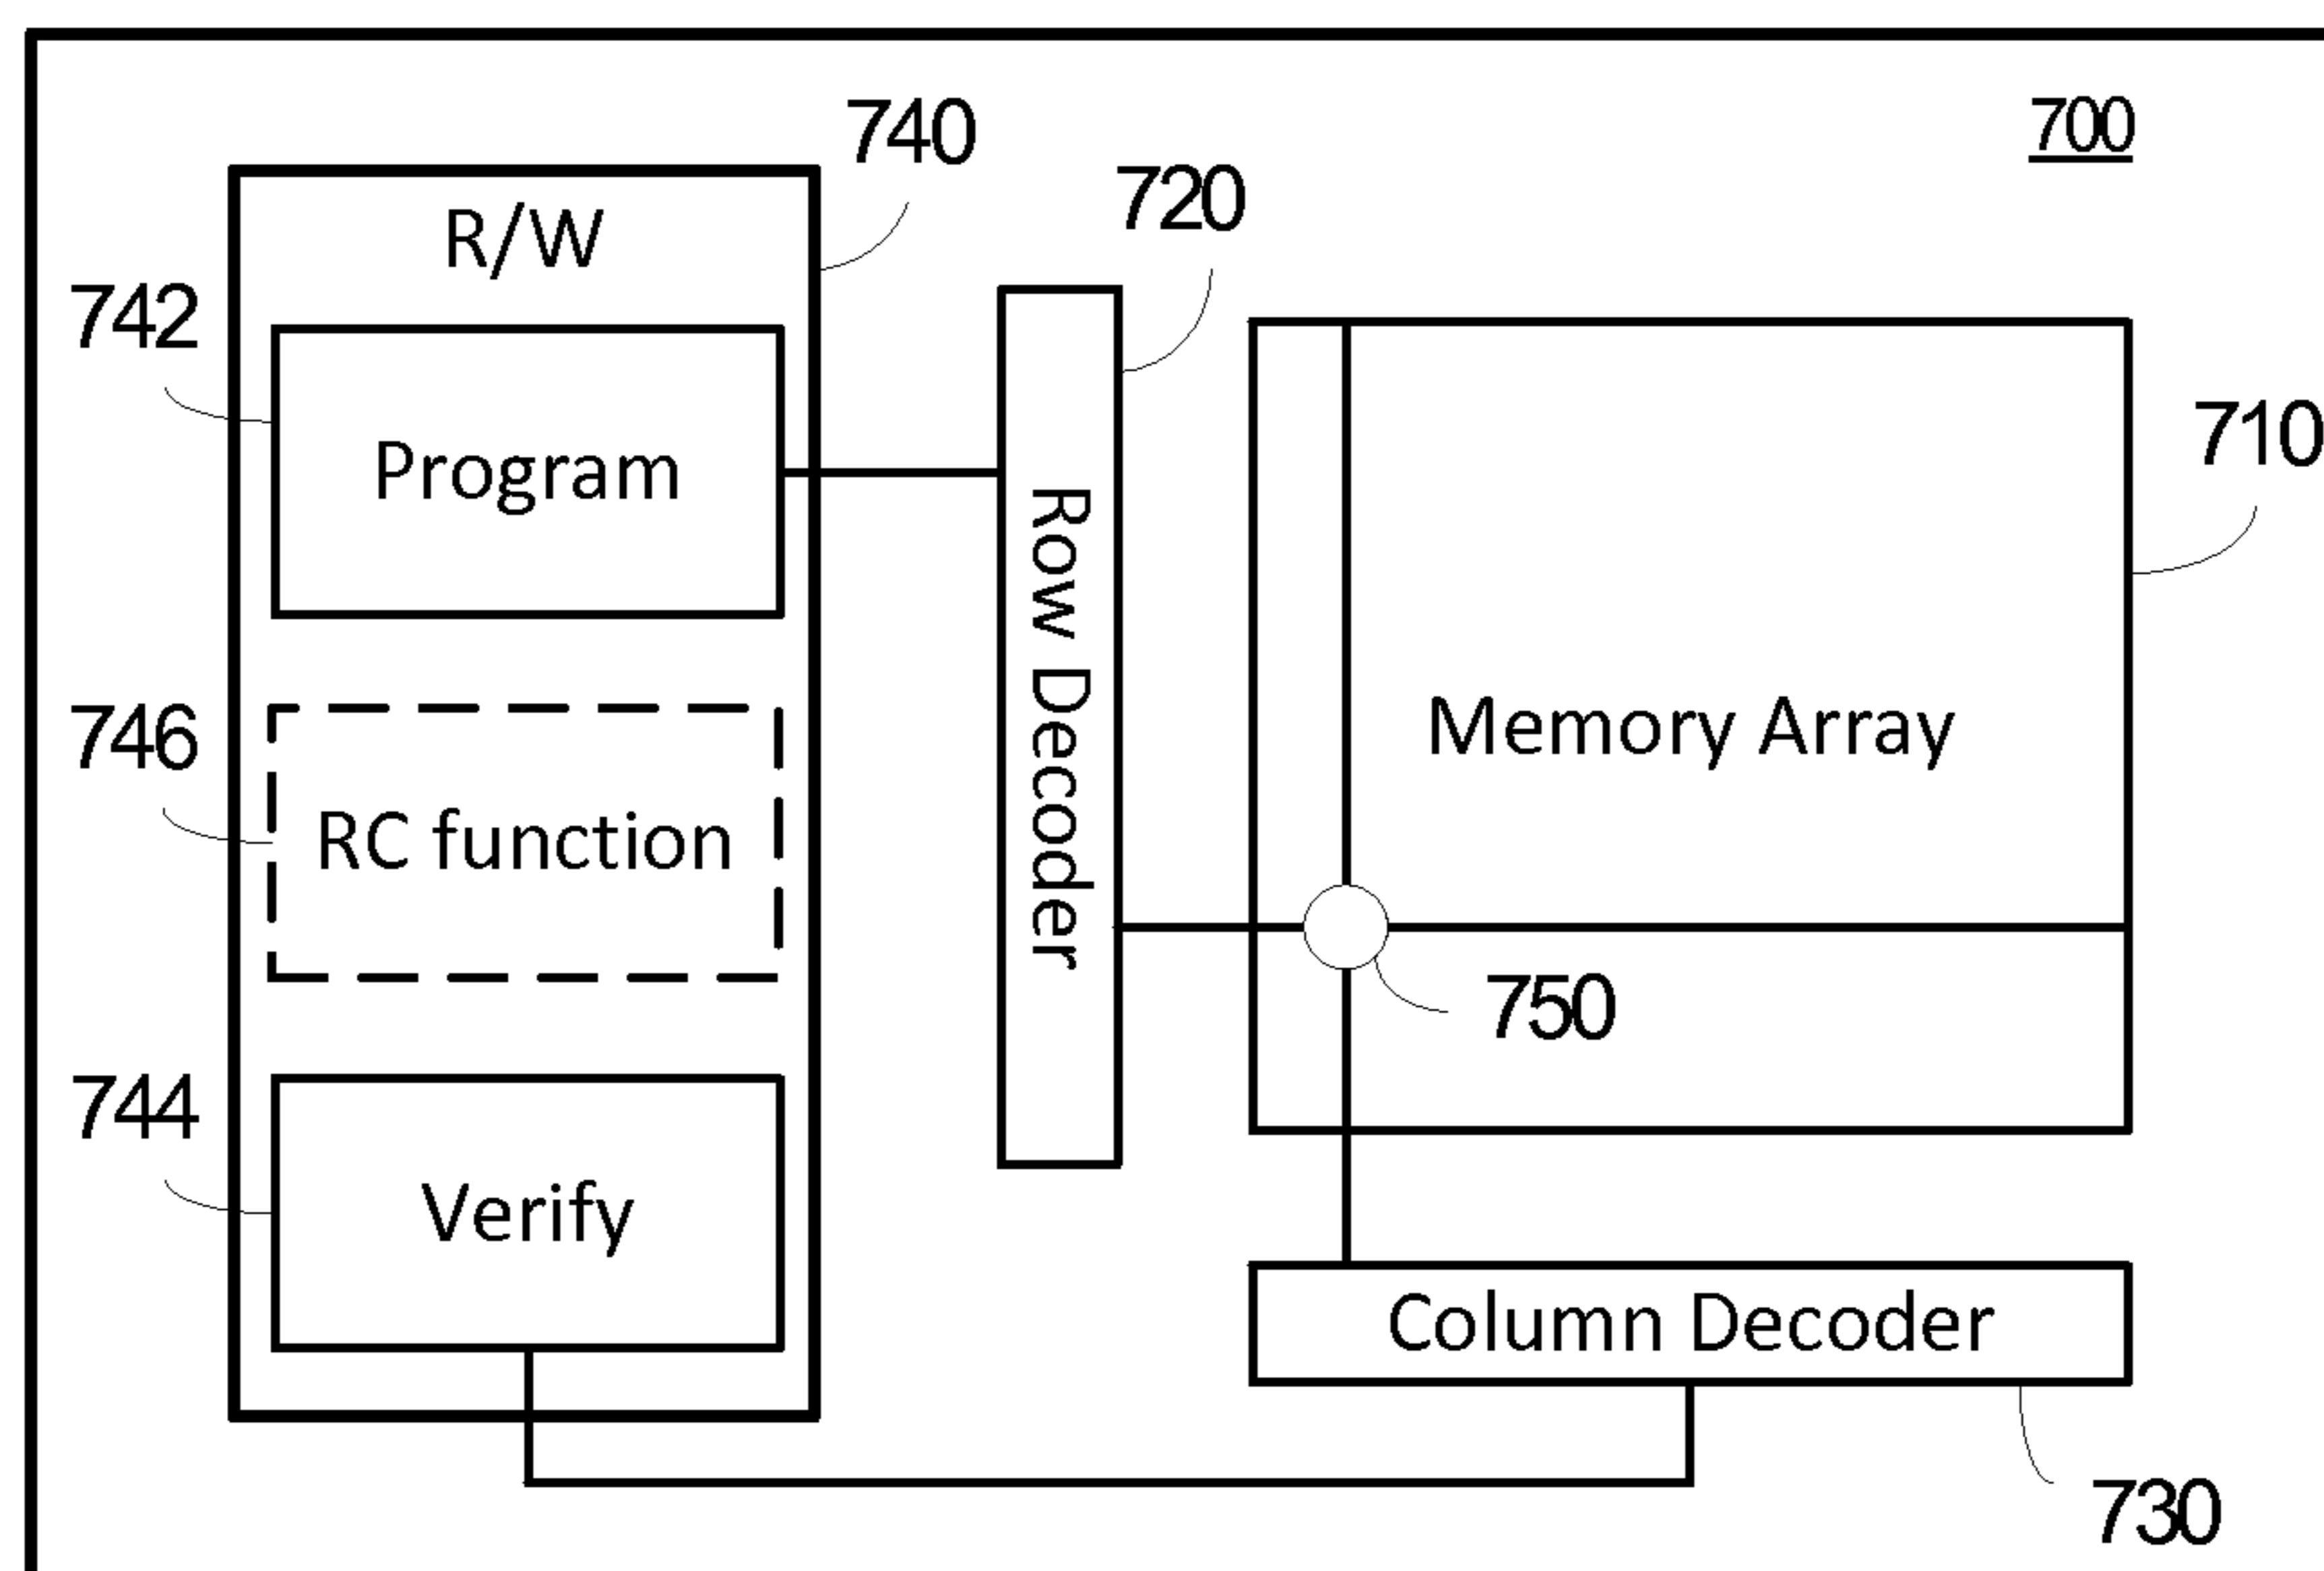 700
740
720
R/W
742
Program
710
Row Decoder
746
RC function
Memory Array
750
744
Verify
Column Decoder
730